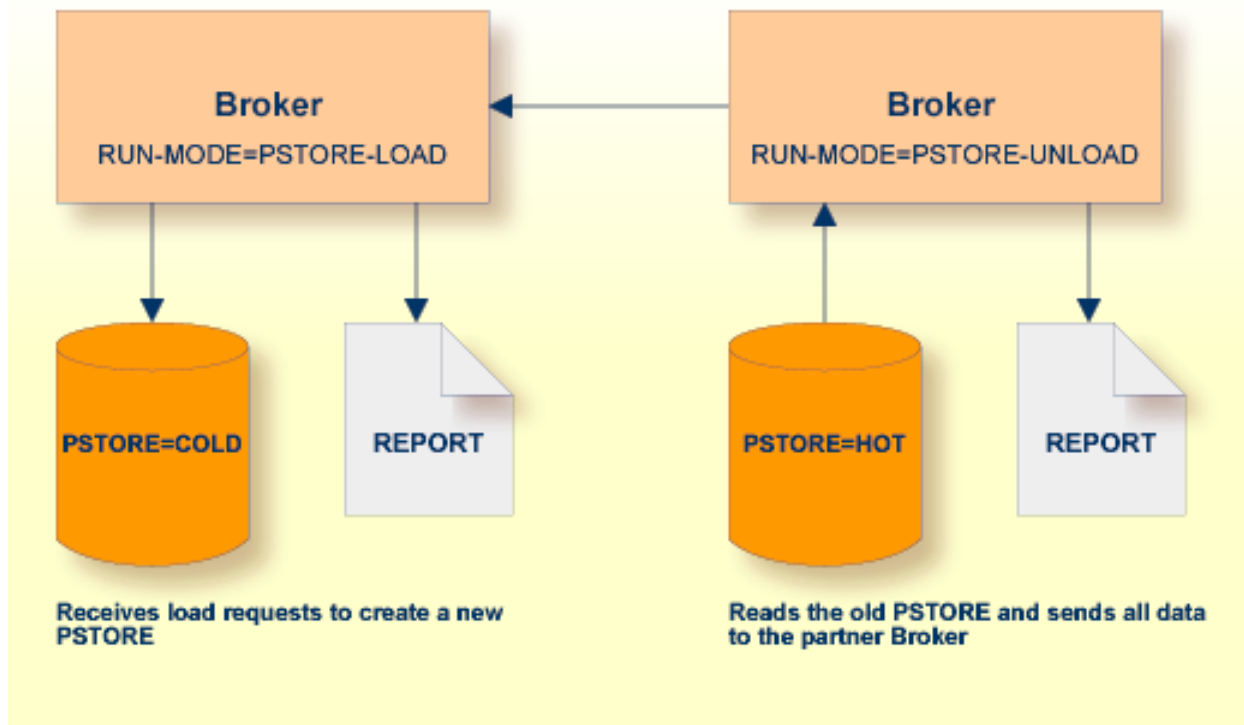 Broker
RUN-MODE=PSTORE-LOAD
Broker
RUN-MODE=PSTORE-UNLOAD
PSTORE=COLD
REPORT
PSTORE=HOT
REPORT
Receives load requests to create a new
PSTORE
Reads the old PSTORE and sends all data
to the partner Broker